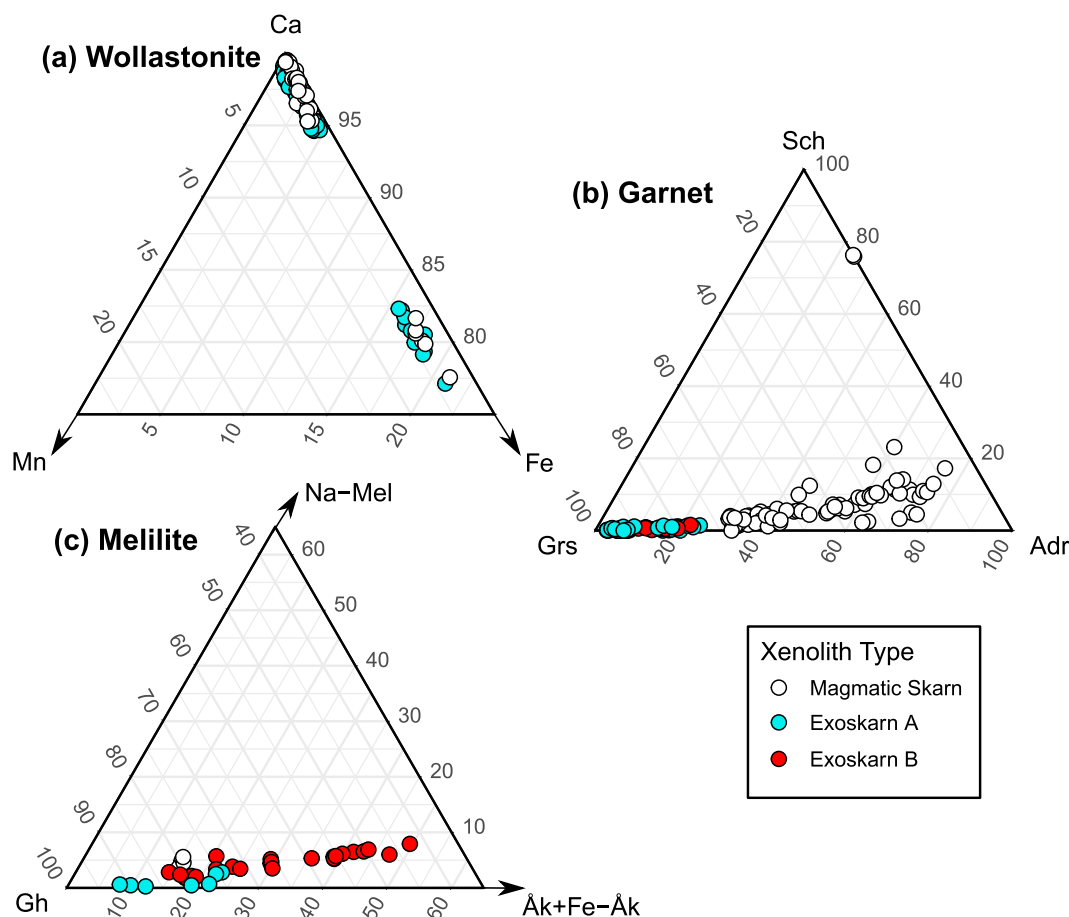 Ca
(a) Wollastonite
5
95
10
90
15
85
20
80
5
10
15
20
Mn
Fe
Sch
(b) Garnet
100
20
80
40
60
60
40
80
20
100
Grs
20
40
60
80
100
Adr
Na−Mel
(c) Melilite
40
60
50
50
60
40
70
30
80
20
90
10
100
Gh
10
20
30
40
50
60
Åk+Fe−Åk
Xenolith Type
Magmatic Skarn
Exoskarn A
Exoskarn B